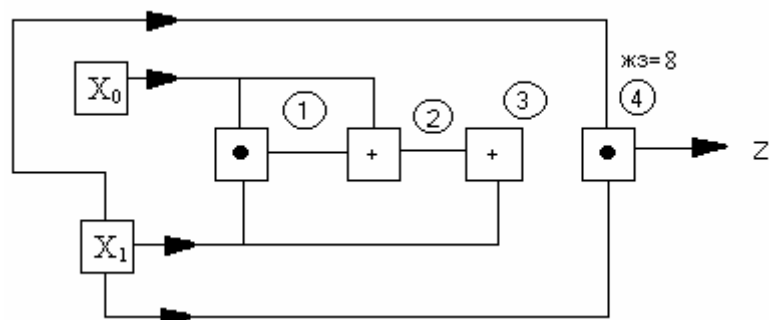 жз=8
X₀
① ② ③ ④
• + + • Z
X₁